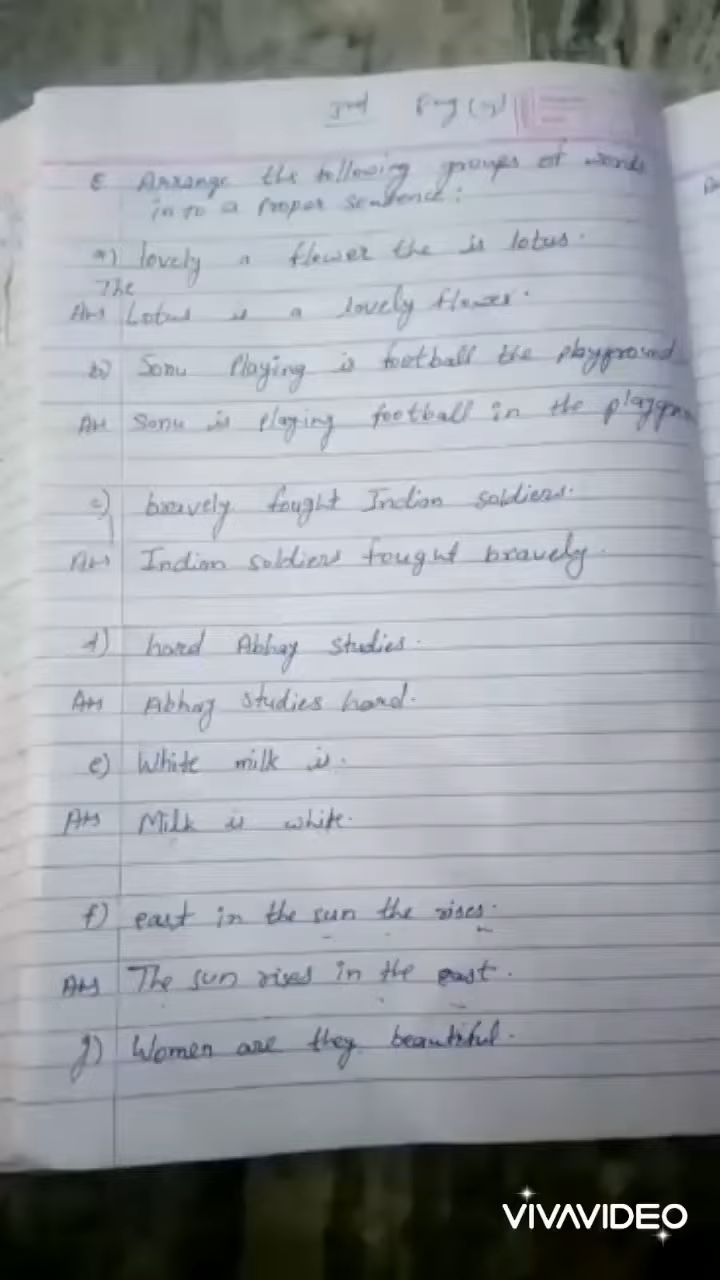 E Arrange the following groups of words
in to a proper sentence:
a) lovely a flower the is lotus.
The
Ans Lotus is a lovely flower.
b) Sonu Playing is football the playground
Ans Sonu is playing football in the
c) bravely fought Indian soldiers.
Ans Indian soldiers fought bravely.
d) hard Abhay studies.
Ans Abhay studies hard.
e) White milk is.
Ans Milk is white.
f) east in the sun the rises.
Ans The sun rises in the east.
g) Women are they beautiful.
VIVAVIDEO